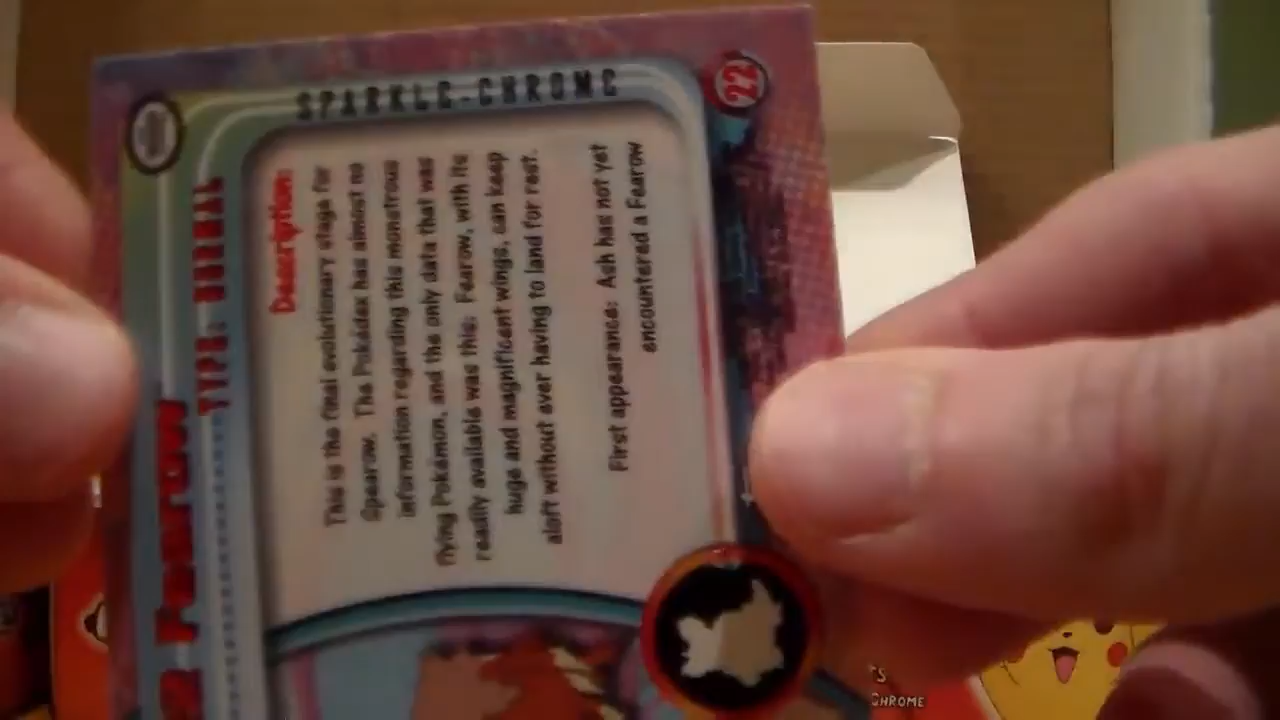 SPARKLE-CHROME
22
Fearow
TYPE: NORMAL
Description:
This is the final evolutionary stage for
Spearow. The Pokédex has almost no
information regarding this monstrous
flying Pokémon, and the only data that was
readily available was this: Fearow, with its
huge and magnificent wings, can keep
aloft without ever having to land for rest.
First appearance: Ash has not yet
encountered a Fearow
CHROME